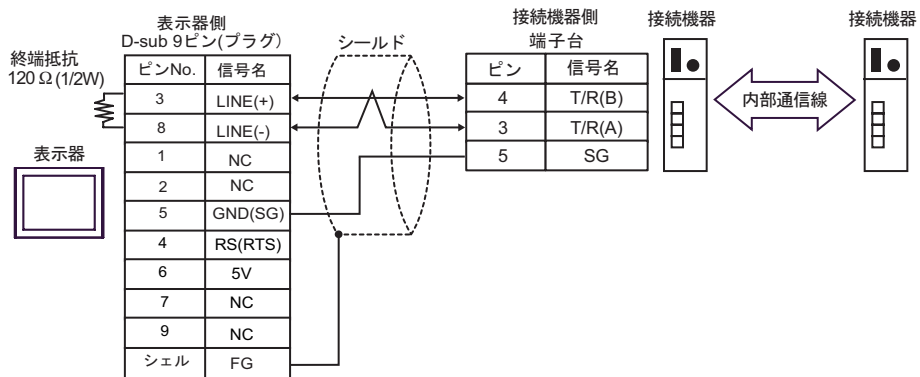 表示器側
D-sub 9ピン(プラグ)
シールド
接続機器側
端子台
接続機器
接続機器
終端抵抗
120 Ω (1/2W)
ピンNo. 信号名
3 LINE(+)
8 LINE(-)
1 NC
2 NC
5 GND(SG)
4 RS(RTS)
6 5V
7 NC
9 NC
シェル FG
表示器
ピン 信号名
4 T/R(B)
3 T/R(A)
5 SG
内部通信線